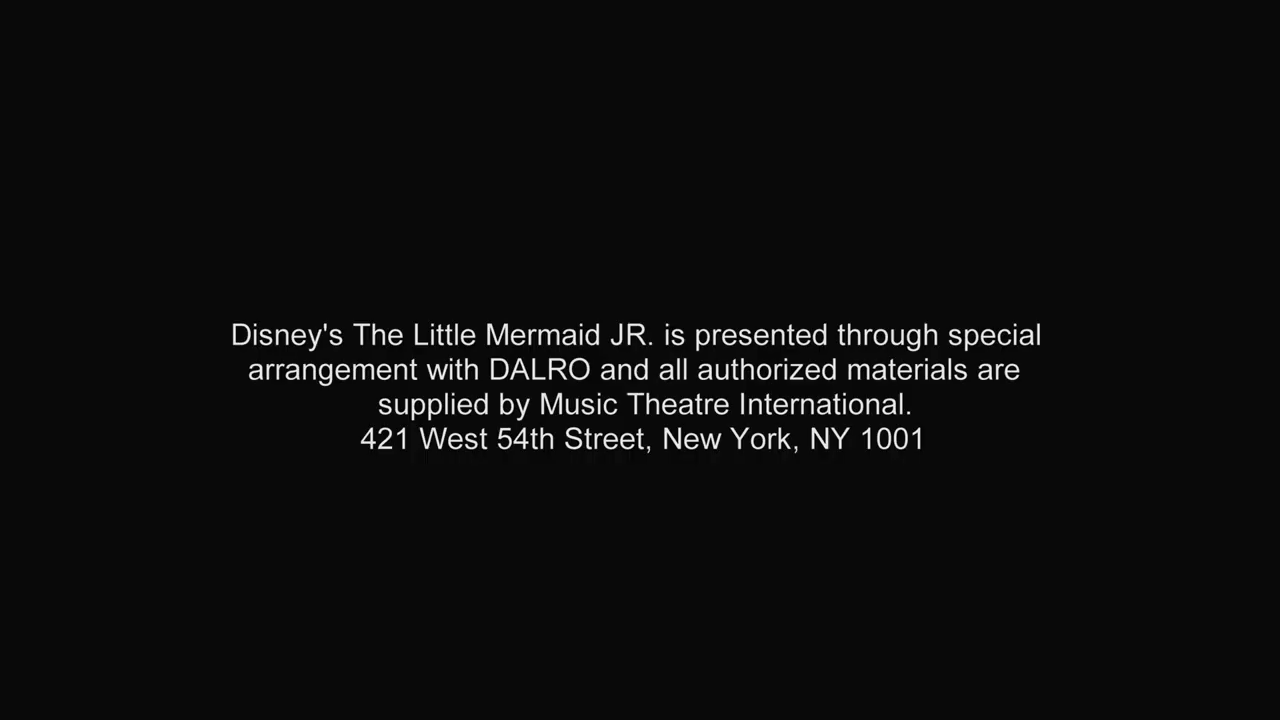 Disney's The Little Mermaid JR. is presented through special
arrangement with DALRO and all authorized materials are
supplied by Music Theatre International.
421 West 54th Street, New York, NY 1001